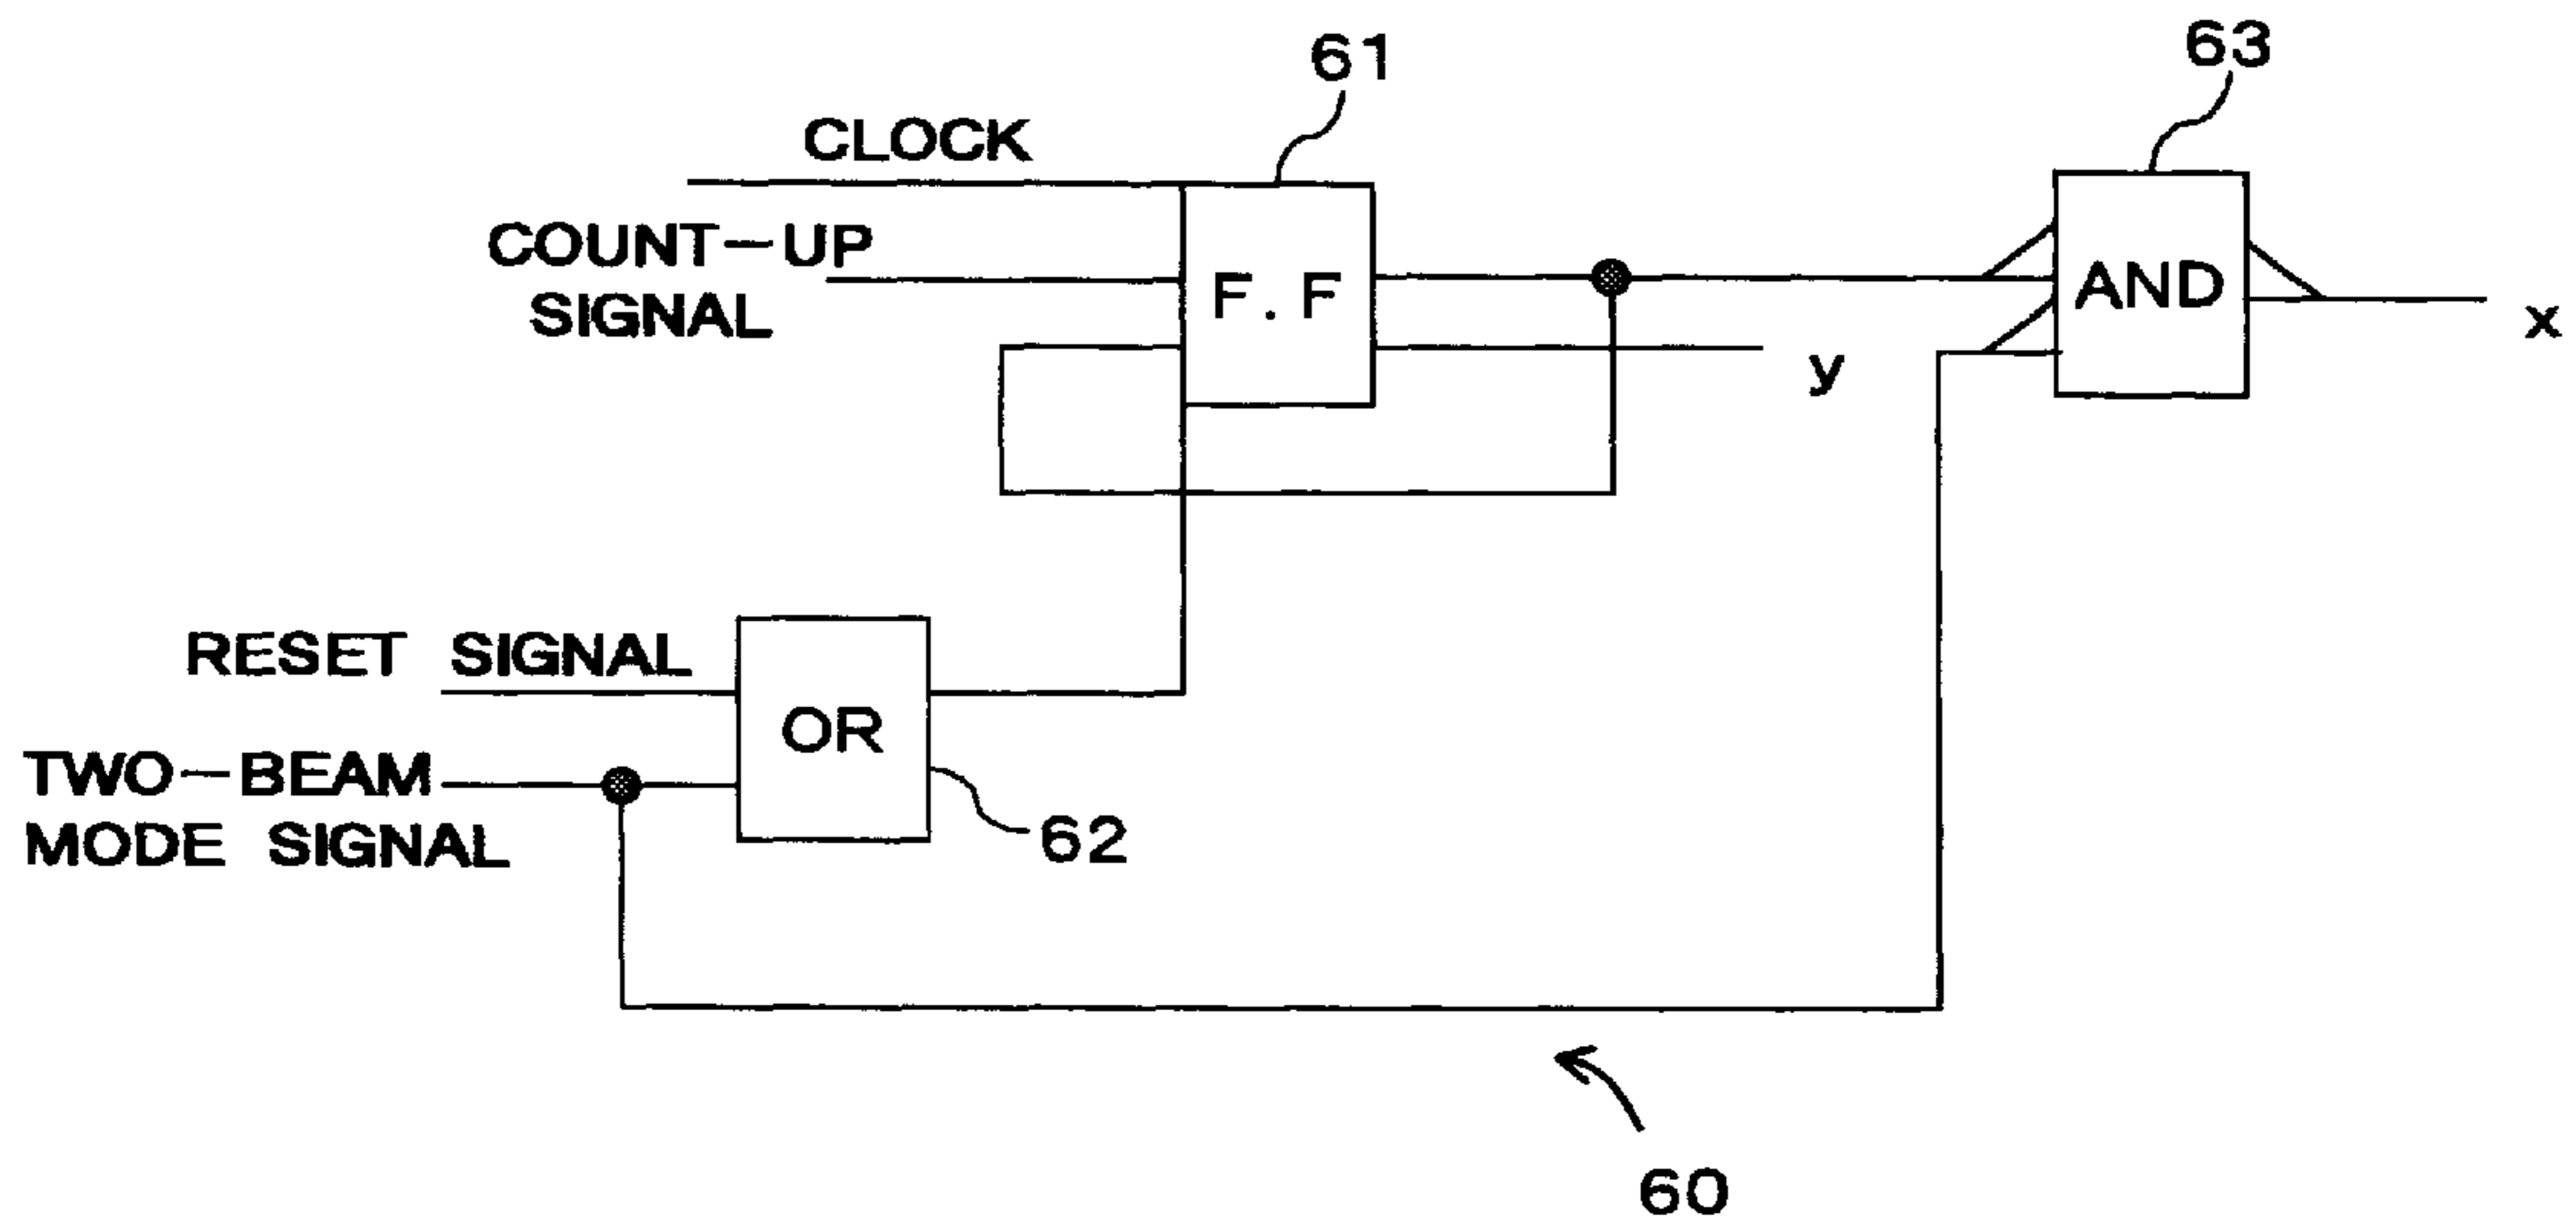 61
63
CLOCK
COUNT-UP
SIGNAL
F.F
AND
x
y
RESET SIGNAL
OR
TWO-BEAM
MODE SIGNAL
62
60